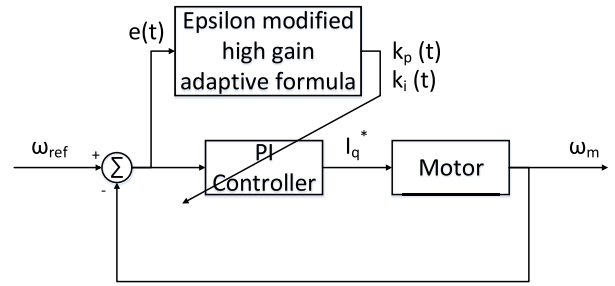 Epsilon modified
high gain
adaptive formula
e(t)
kp (t)
ki (t)
ωref
+
Σ
-
PI
Controller
Iq*
Motor
ωm